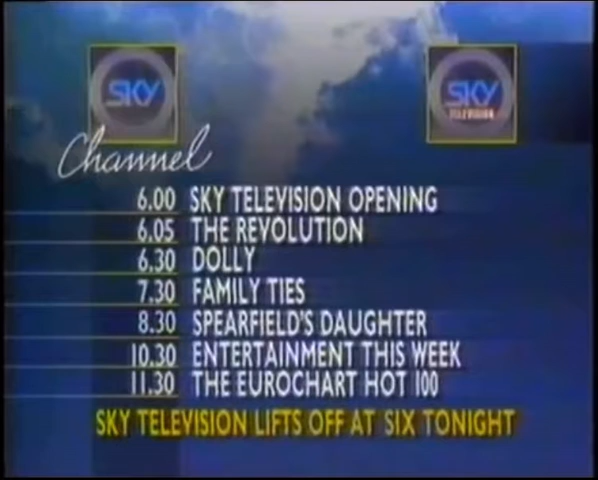 SKY
SKY
TELEVISION
Channel
6.00 SKY TELEVISION OPENING
6.05 THE REVOLUTION
6.30 DOLLY
7.30 FAMILY TIES
8.30 SPEARFIELD'S DAUGHTER
10.30 ENTERTAINMENT THIS WEEK
11.30 THE EUROCHART HOT 100
SKY TELEVISION LIFTS OFF AT SIX TONIGHT